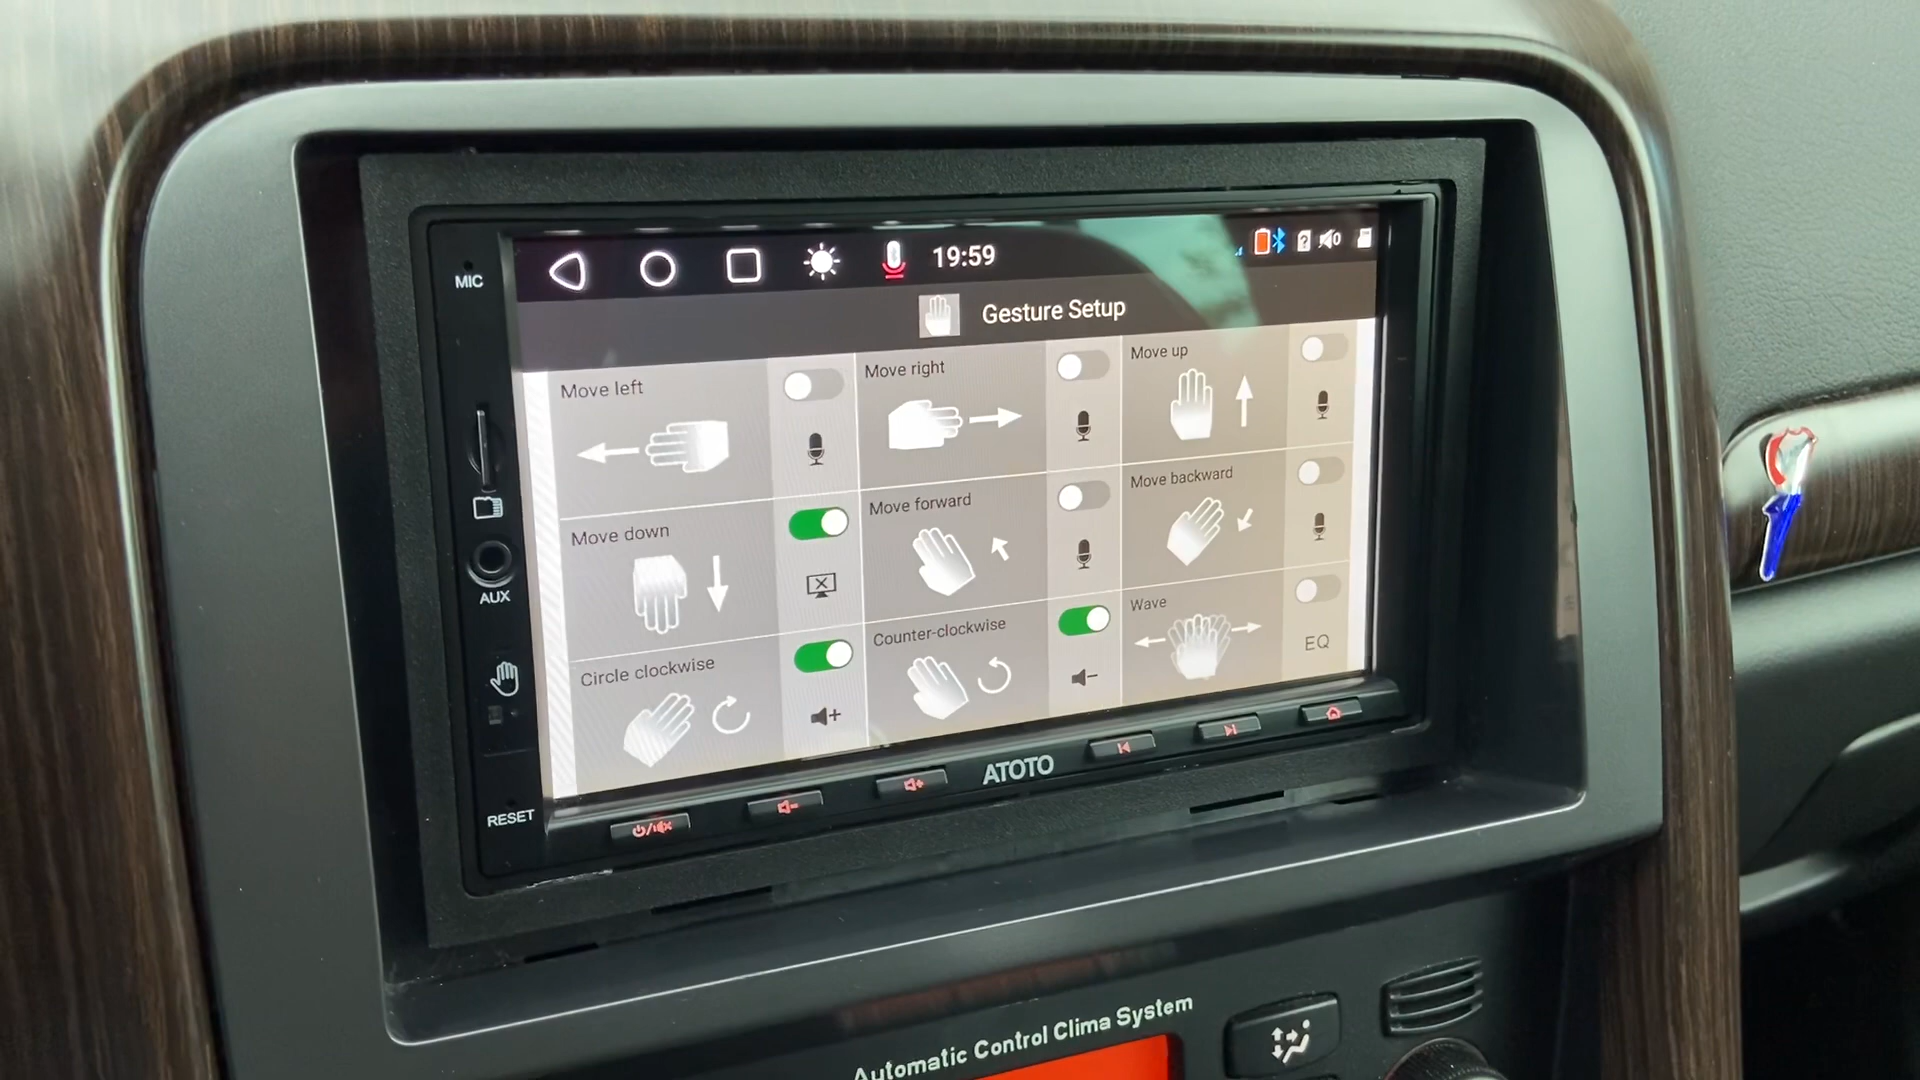 19:59
MIC
Gesture Setup
Move left
Move right
Move up
Move down
Move forward
Move backward
AUX
Circle clockwise
Counter-clockwise
Wave
EQ
RESET
ATOTO
Automatic Control Clima System